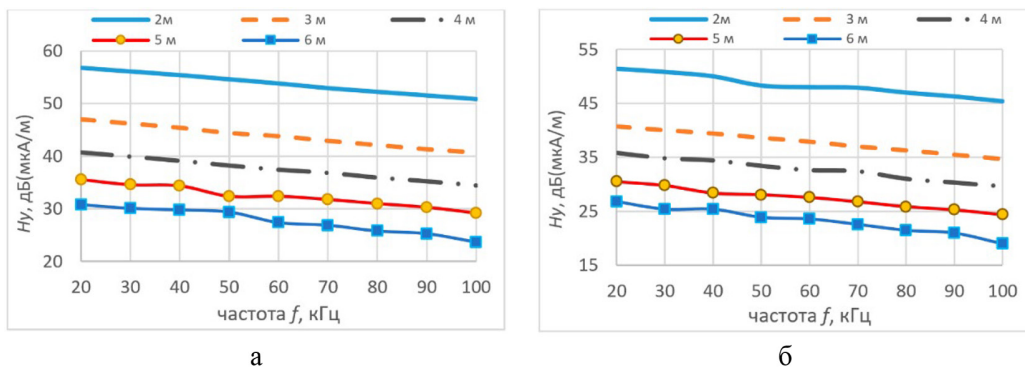 2м 3 м 4 м
5 м 6 м
60
50
40
30
20
Hy, дБ(мкА/м)
20 30 40 50 60 70 80 90 100
частота f, кГц
а
2м 3 м 4 м
5 м 6 м
55
45
35
25
15
Hy, дБ(мкА/м)
20 30 40 50 60 70 80 90 100
частота f, кГц
б